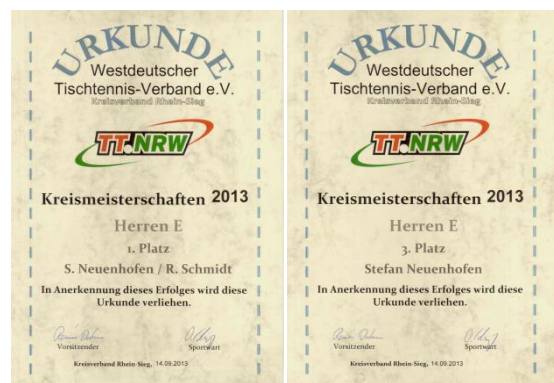 URKUNDE
Westdeutscher
Tischtennis-Verband e.V.
Kreisverband Rhein-Sieg
TT.NRW
Kreismeisterschaften 2013
Herren E
1. Platz
S. Neuenhofen / R. Schmidt
In Anerkennung dieses Erfolges wird diese
Urkunde verliehen.
Vorsitzender
Sportwart
Kreisverband Rhein-Sieg, 14.09.2013
URKUNDE
Westdeutscher
Tischtennis-Verband e.V.
Kreisverband Rhein-Sieg
TT.NRW
Kreismeisterschaften 2013
Herren E
3. Platz
Stefan Neuenhofen
In Anerkennung dieses Erfolges wird diese
Urkunde verliehen.
Vorsitzender
Sportwart
Kreisverband Rhein-Sieg, 14.09.2013